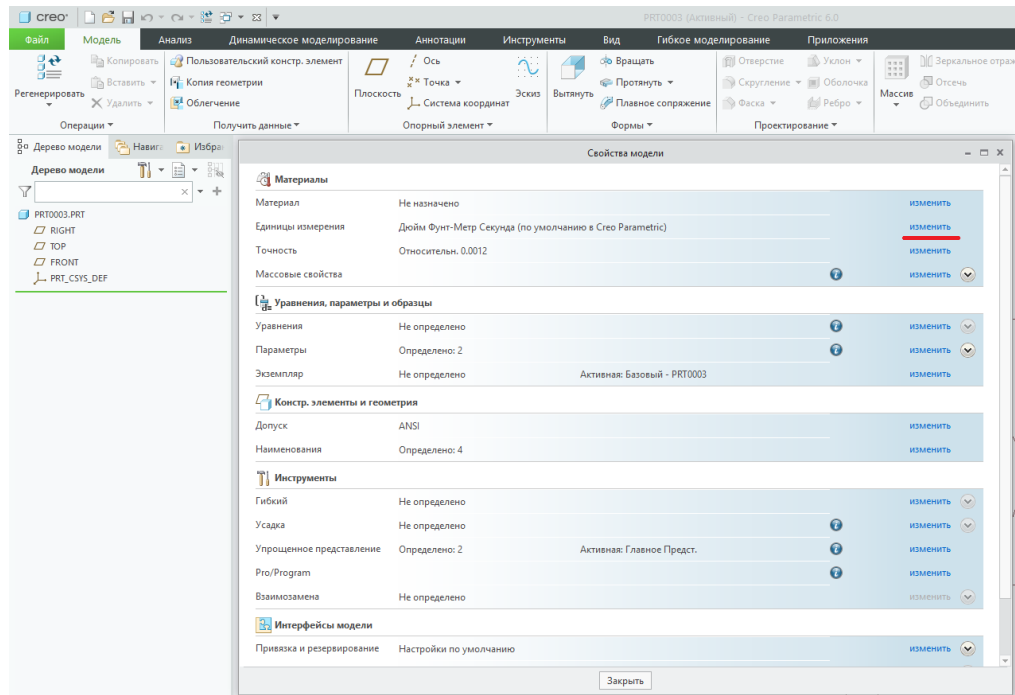 creo
PRT0003 (Активный) - Creo Parametric 6.0
Файл Модель Анализ Динамическое моделирование Аннотации Инструменты Вид Гибкое моделирование Приложения
Регенерировать
Копировать
Вставить
Удалить
Операции
Пользовательский констр. элемент
Копия геометрии
Облегчение
Получить данные
Плоскость
Ось
Точка
Система координат
Эскиз
Опорный элемент
Вытянуть
Вращать
Протянуть
Плавное сопряжение
Формы
Отверстие Уклон
Скругление Оболочка
Фаска Ребро
Проектирование
Массив
Зеркальное отраж
Отсечь
Объединить
Дерево модели Навига Избра
Дерево модели
PRT0003.PRT
RIGHT
TOP
FRONT
PRT_CSYS_DEF
Свойства модели
Материалы
Материал Не назначено изменить
Единицы измерения Дюйм Фунт-Метр Секунда (по умолчанию в Creo Parametric) изменить
Точность Относительн. 0.0012 изменить
Массовые свойства изменить
Уравнения, параметры и образцы
Уравнения Не определено изменить
Параметры Определено: 2 изменить
Экземпляр Не определено Активная: Базовый - PRT0003 изменить
Констр. элементы и геометрия
Допуск ANSI изменить
Наименования Определено: 4 изменить
Инструменты
Гибкий Не определено изменить
Усадка Не определено изменить
Упрощенное представление Определено: 2 Активная: Главное Предст. изменить
Pro/Program изменить
Взаимозамена Не определено изменить
Интерфейсы модели
Привязка и резервирование Настройки по умолчанию изменить
Закрыть